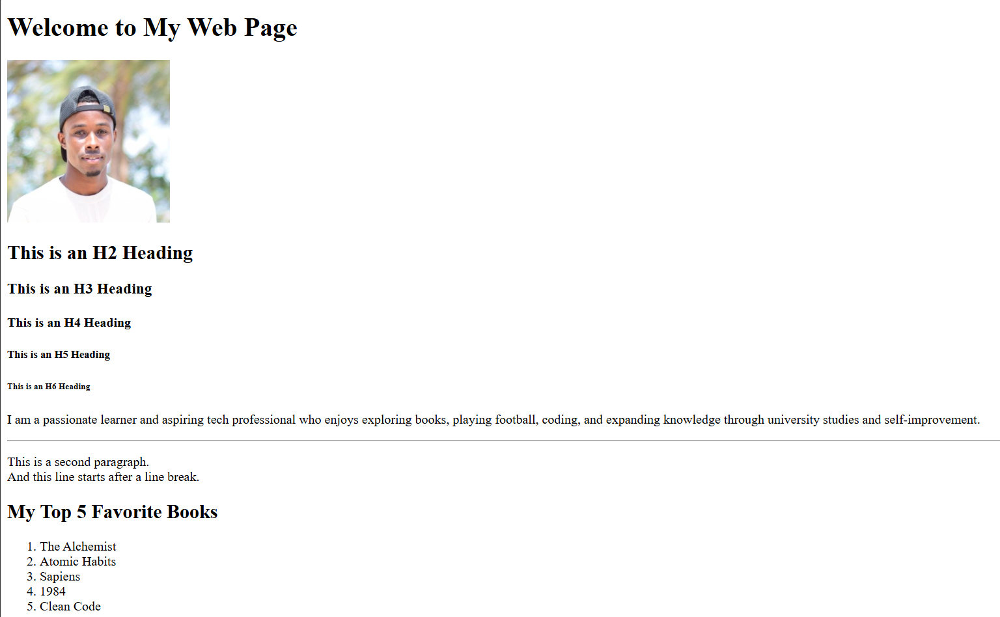 Welcome to My Web Page
This is an H2 Heading
This is an H3 Heading
This is an H4 Heading
This is an H5 Heading
This is an H6 Heading
I am a passionate learner and aspiring tech professional who enjoys exploring books, playing football, coding, and expanding knowledge through university studies and self-improvement.
This is a second paragraph.
And this line starts after a line break.
My Top 5 Favorite Books
1. The Alchemist
2. Atomic Habits
3. Sapiens
4. 1984
5. Clean Code